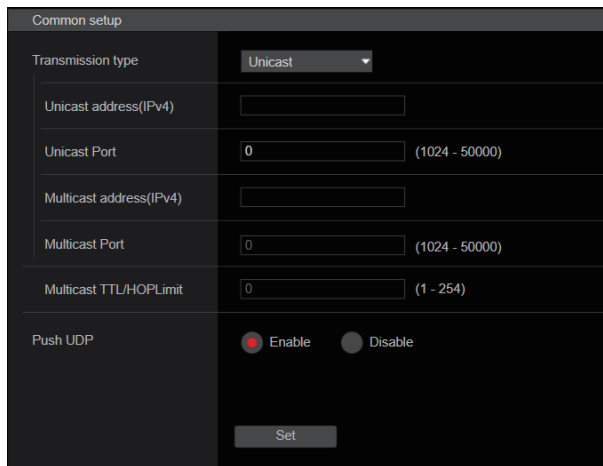 Common setup
Transmission type Unicast
Unicast address(IPv4)
Unicast Port 0 (1024 - 50000)
Multicast address(IPv4)
Multicast Port 0 (1024 - 50000)
Multicast TTL/HOPLimit 0 (1 - 254)
Push UDP Enable Disable
Set